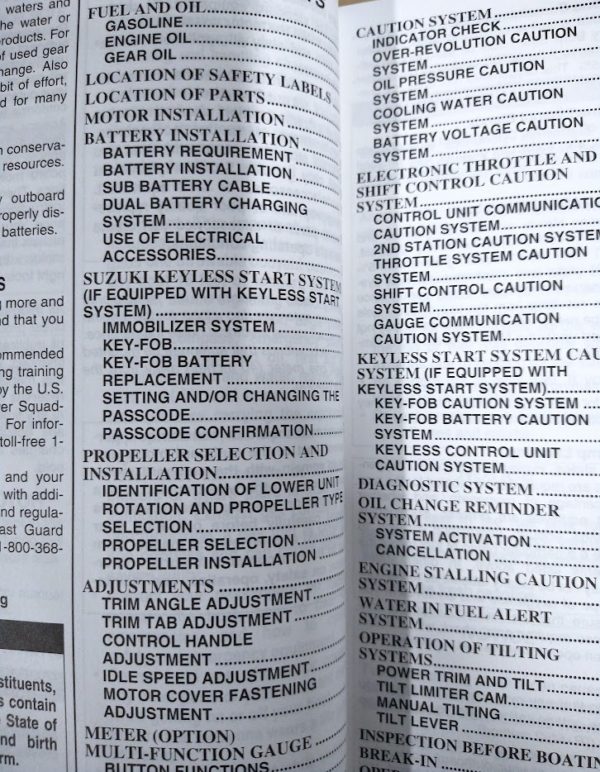 waters and
the water or
products. For
of used gear
hange. Also
bit of effort,
d for many
n conserva-
resources.
y outboard
roperly dis-
batteries.
S
g more and
nd that you
ommended
ng training
by the U.S.
er Squad-
For infor-
toll-free 1-
and your
with addi-
nd regula-
ast Guard
1-800-368-
g
stituents,
s contain
State of
nd birth
rm.
FUEL AND OIL
GASOLINE
ENGINE OIL
GEAR OIL
LOCATION OF SAFETY LABELS
LOCATION OF PARTS
MOTOR INSTALLATION
BATTERY INSTALLATION
BATTERY REQUIREMENT
BATTERY INSTALLATION
SUB BATTERY CABLE
DUAL BATTERY CHARGING
SYSTEM
USE OF ELECTRICAL
ACCESSORIES
SUZUKI KEYLESS START SYSTEM
(IF EQUIPPED WITH KEYLESS START
SYSTEM)
IMMOBILIZER SYSTEM
KEY-FOB
KEY-FOB BATTERY
REPLACEMENT
SETTING AND/OR CHANGING THE
PASSCODE
PASSCODE CONFIRMATION
PROPELLER SELECTION AND
INSTALLATION
IDENTIFICATION OF LOWER UNIT
ROTATION AND PROPELLER TYPE
SELECTION
PROPELLER SELECTION
PROPELLER INSTALLATION
ADJUSTMENTS
TRIM ANGLE ADJUSTMENT
TRIM TAB ADJUSTMENT
CONTROL HANDLE
ADJUSTMENT
IDLE SPEED ADJUSTMENT
MOTOR COVER FASTENING
ADJUSTMENT
METER (OPTION)
MULTI-FUNCTION GAUGE
BUTTON FUNCTIONS
CAUTION SYSTEM
INDICATOR CHECK
OVER-REVOLUTION CAUTION
SYSTEM
OIL PRESSURE CAUTION
SYSTEM
COOLING WATER CAUTION
SYSTEM
BATTERY VOLTAGE CAUTION
SYSTEM
ELECTRONIC THROTTLE AND
SHIFT CONTROL CAUTION
SYSTEM
CONTROL UNIT COMMUNICATIO
CAUTION SYSTEM
2ND STATION CAUTION SYSTEM
THROTTLE SYSTEM CAUTION
SYSTEM
SHIFT CONTROL CAUTION
SYSTEM
GAUGE COMMUNICATION
CAUTION SYSTEM
KEYLESS START SYSTEM CAU
SYSTEM (IF EQUIPPED WITH
KEYLESS START SYSTEM)
KEY-FOB CAUTION SYSTEM
KEY-FOB BATTERY CAUTION
SYSTEM
KEYLESS CONTROL UNIT
CAUTION SYSTEM
DIAGNOSTIC SYSTEM
OIL CHANGE REMINDER
SYSTEM
SYSTEM ACTIVATION
CANCELLATION
ENGINE STALLING CAUTION
SYSTEM
WATER IN FUEL ALERT
SYSTEM
OPERATION OF TILTING
SYSTEMS
POWER TRIM AND TILT
TILT LIMITER CAM
MANUAL TILTING
TILT LEVER
INSPECTION BEFORE BOATIN
BREAK-IN